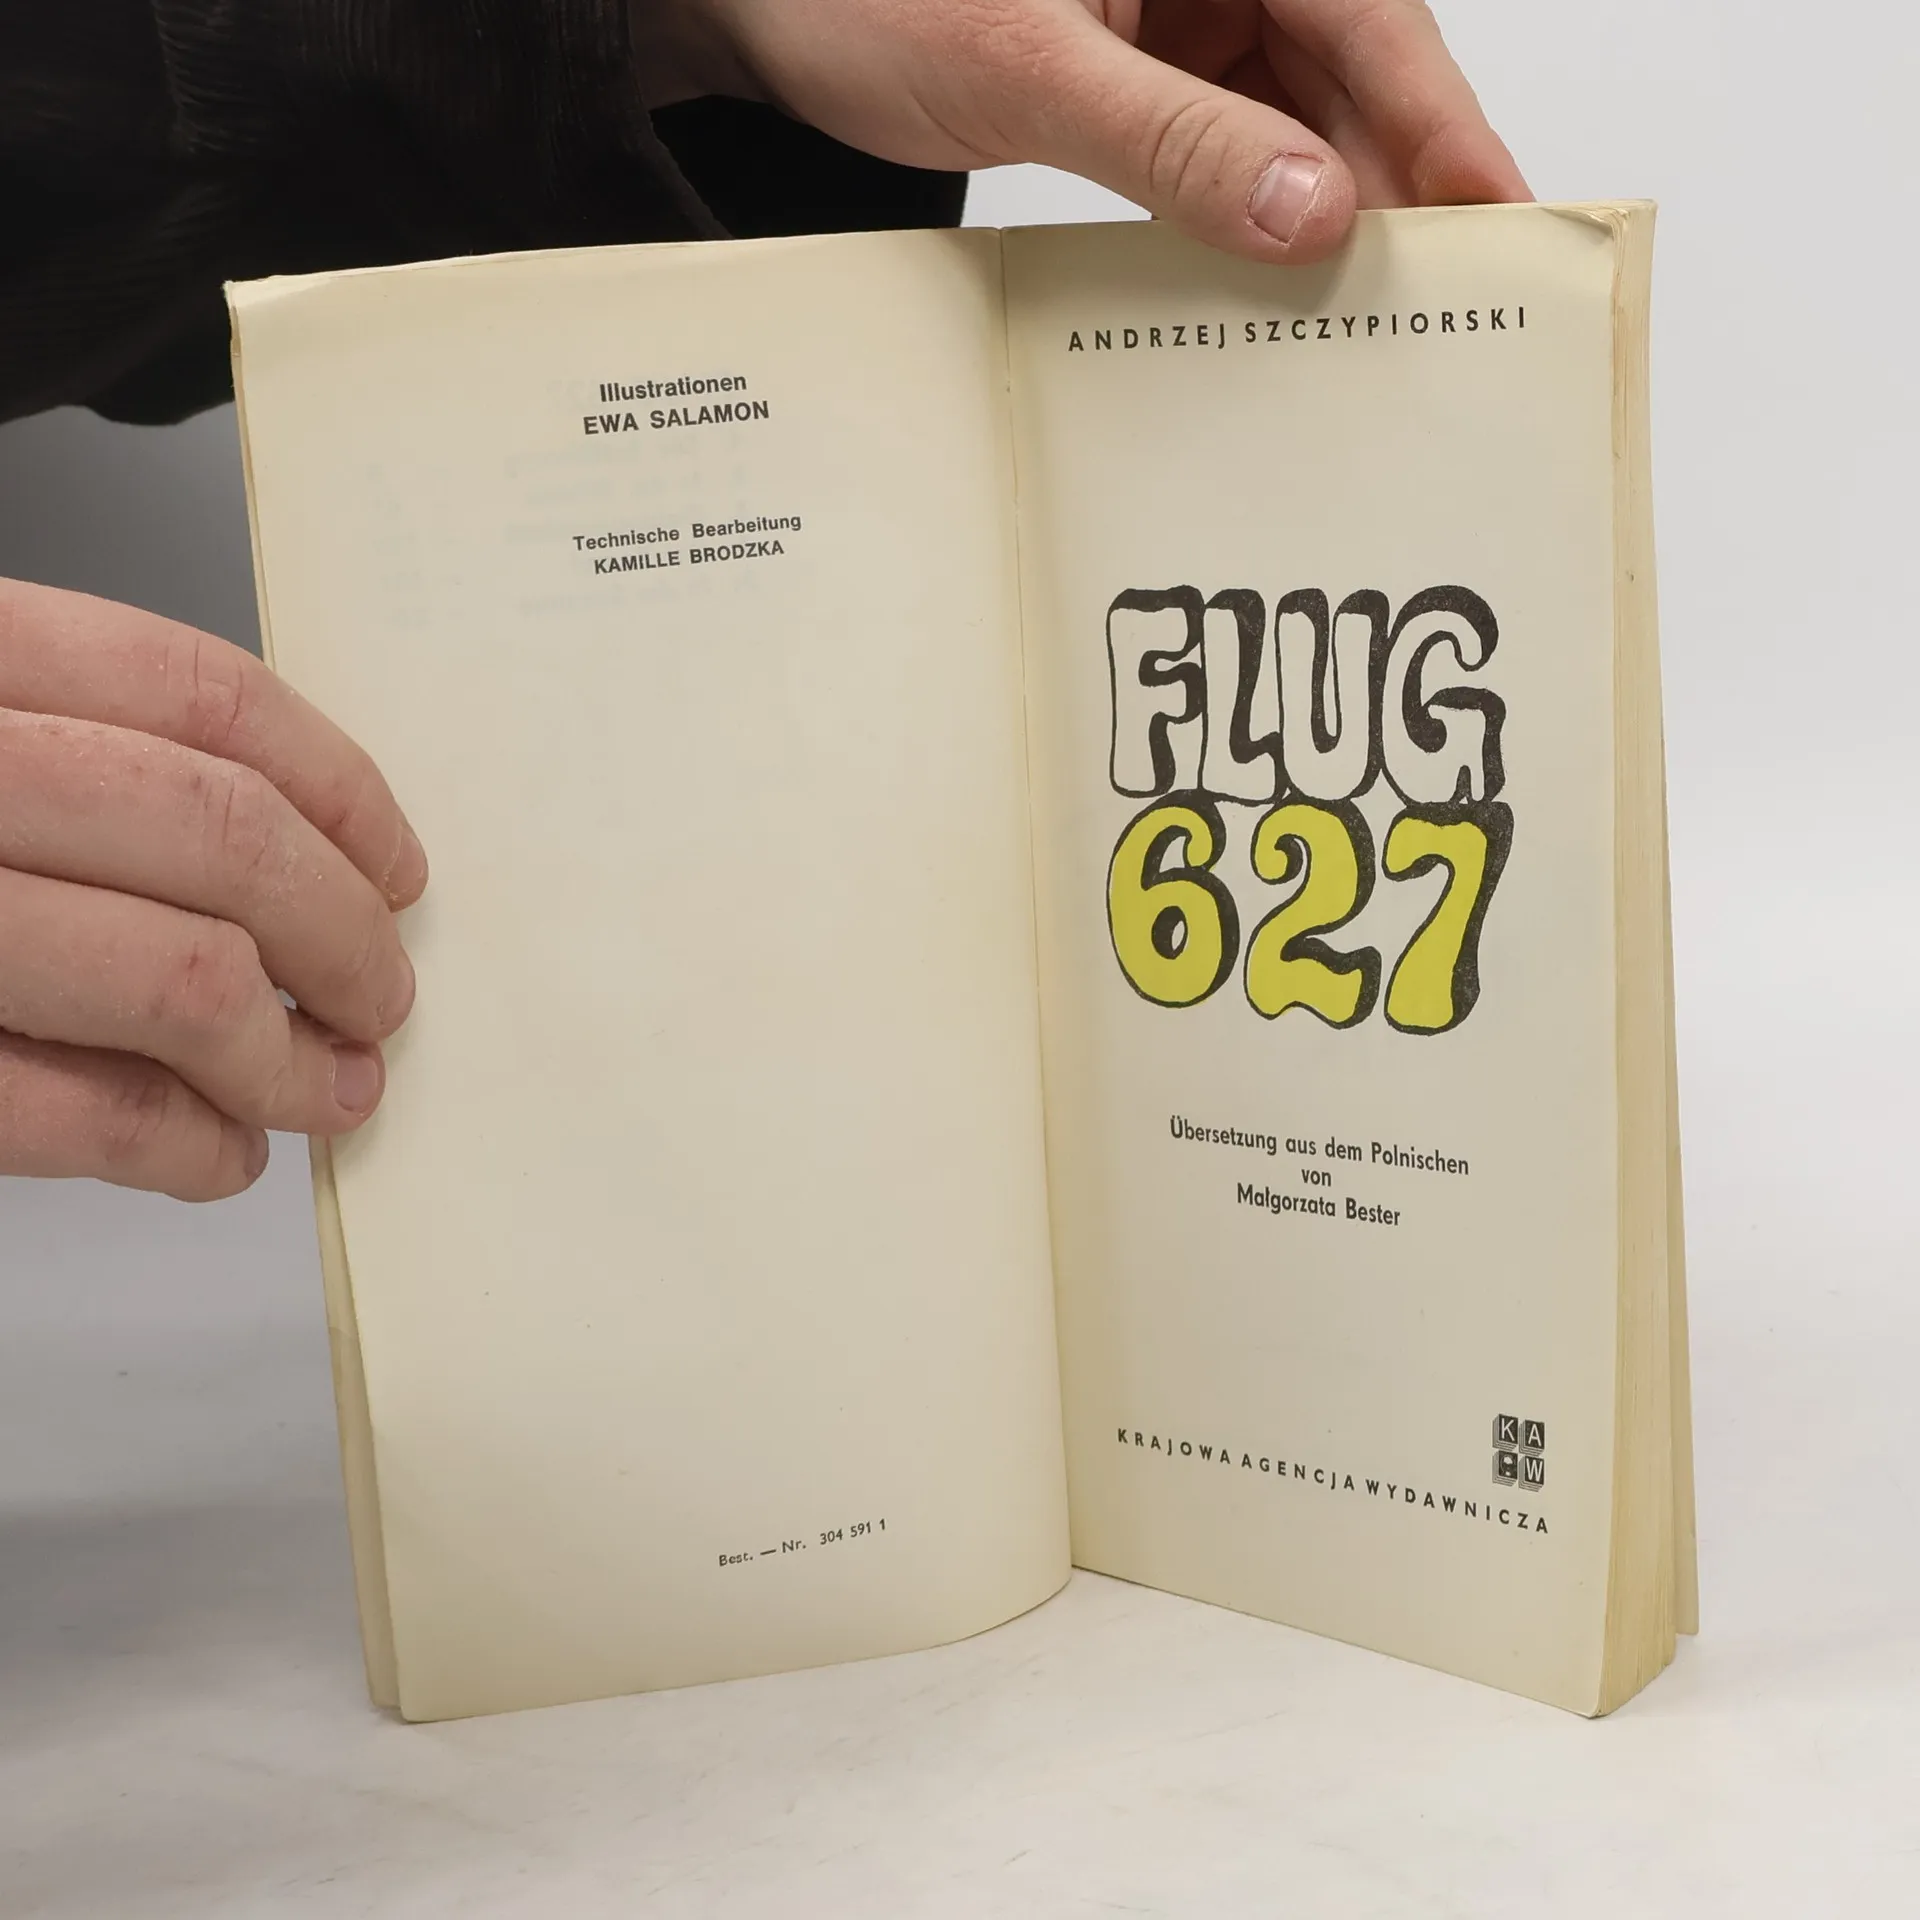 Illustrationen
EWA SALAMON
Technische Bearbeitung
KAMILLE BRODZKA
Best. — Nr. 304 591 1
ANDRZEJ SZCZYPIORSKI
FLUG
627
Übersetzung aus dem Polnischen
von
Małgorzata Bester
KA
W
KRAJOWA AGENCJA WYDAWNICZA